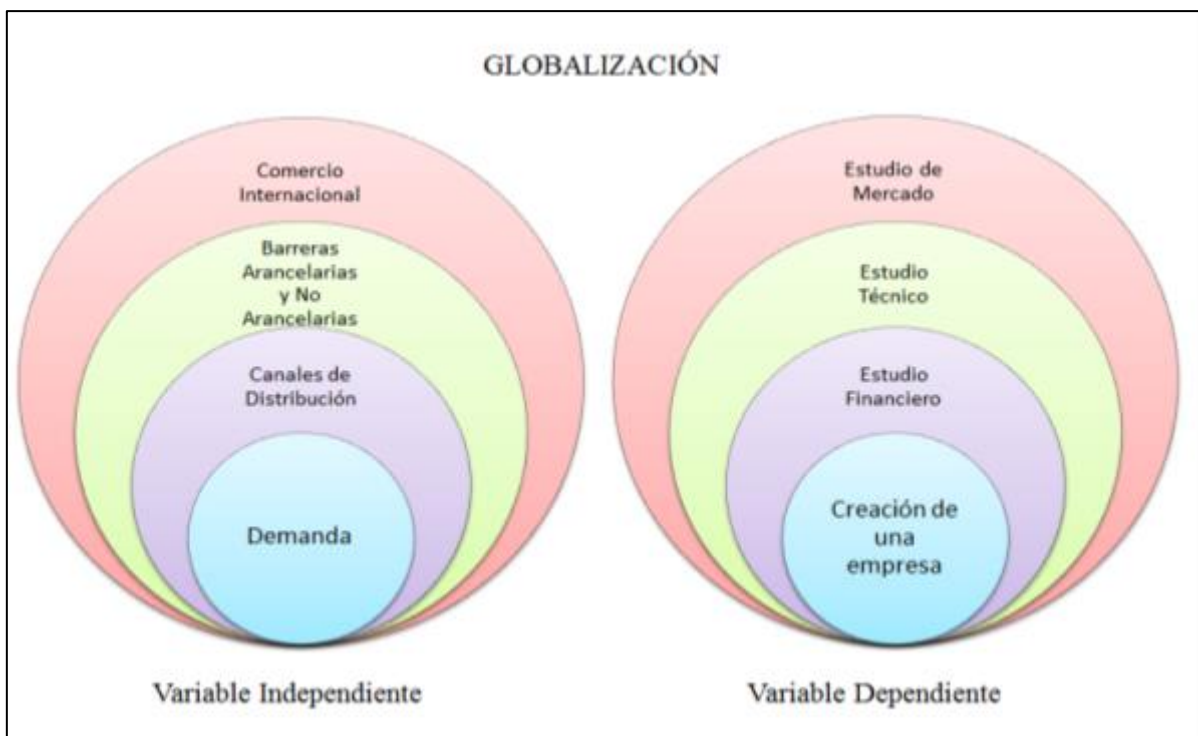 GLOBALIZACIÓN
Comercio
Internacional
Barreras
Arancelarias
y No
Arancelarias
Canales de
Distribución
Demanda
Variable Independiente
Estudio de
Mercado
Estudio
Técnico
Estudio
Financiero
Creación de
una
empresa
Variable Dependiente